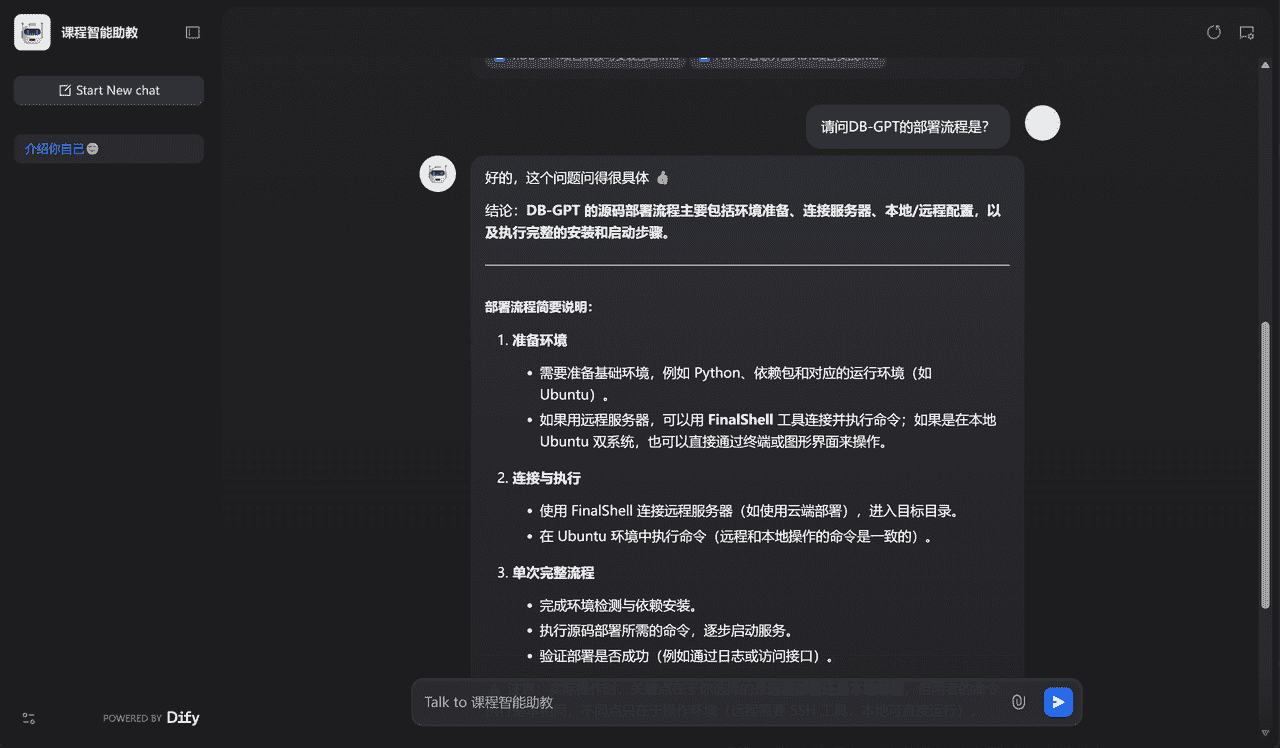 课程智能助教
Start New chat
介绍你自己
请问DB-GPT的部署流程是？
好的，这个问题问得很具体
结论：DB-GPT 的源码部署流程主要包括环境准备、连接服务器、本地/远程配置，以
及执行完整的安装和启动步骤。
部署流程简要说明：
1. 准备环境
• 需要准备基础环境，例如 Python、依赖包和对应的运行环境（如
Ubuntu）。
• 如果用远程服务器，可以用 FinalShell 工具连接并执行命令；如果是在本地
Ubuntu 双系统，也可以直接通过终端或图形界面来操作。
2. 连接与执行
• 使用 FinalShell 连接远程服务器（如使用云端部署），进入目标目录。
• 在 Ubuntu 环境中执行命令（远程和本地操作的命令是一致的）。
3. 单次完整流程
• 完成环境检测与依赖安装。
• 执行源码部署所需的命令，逐步启动服务。
• 验证部署是否成功（例如通过日志或访问接口）。
Talk to 课程智能助教
POWERED BY Dify